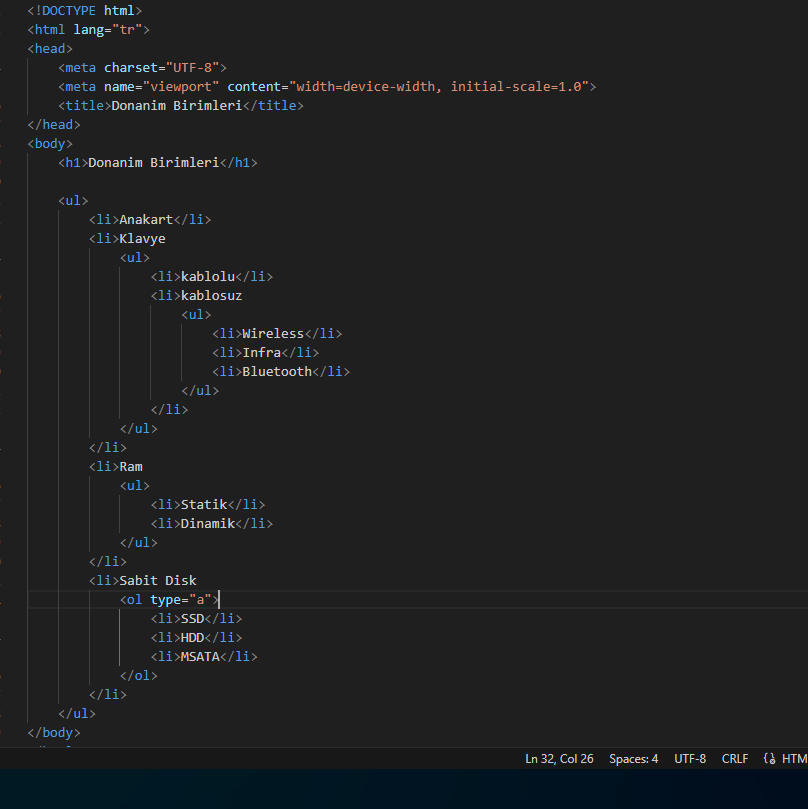 <!DOCTYPE html>
<html lang="tr">
<head>
    <meta charset="UTF-8">
    <meta name="viewport" content="width=device-width, initial-scale=1.0">
    <title>Donanim Birimleri</title>
</head>
<body>
    <h1>Donanim Birimleri</h1>

    <ul>
        <li>Anakart</li>
        <li>Klavye
            <ul>
                <li>kablolu</li>
                <li>kablosuz
                    <ul>
                        <li>Wireless</li>
                        <li>Infra</li>
                        <li>Bluetooth</li>
                    </ul>
                </li>
            </ul>
        </li>
        <li>Ram
            <ul>
                <li>Statik</li>
                <li>Dinamik</li>
            </ul>
        </li>
        <li>Sabit Disk
            <ol type="a">
                <li>SSD</li>
                <li>HDD</li>
                <li>MSATA</li>
            </ol>
        </li>
    </ul>
</body>
Ln 32, Col 26 Spaces: 4 UTF-8 CRLF {} HTM